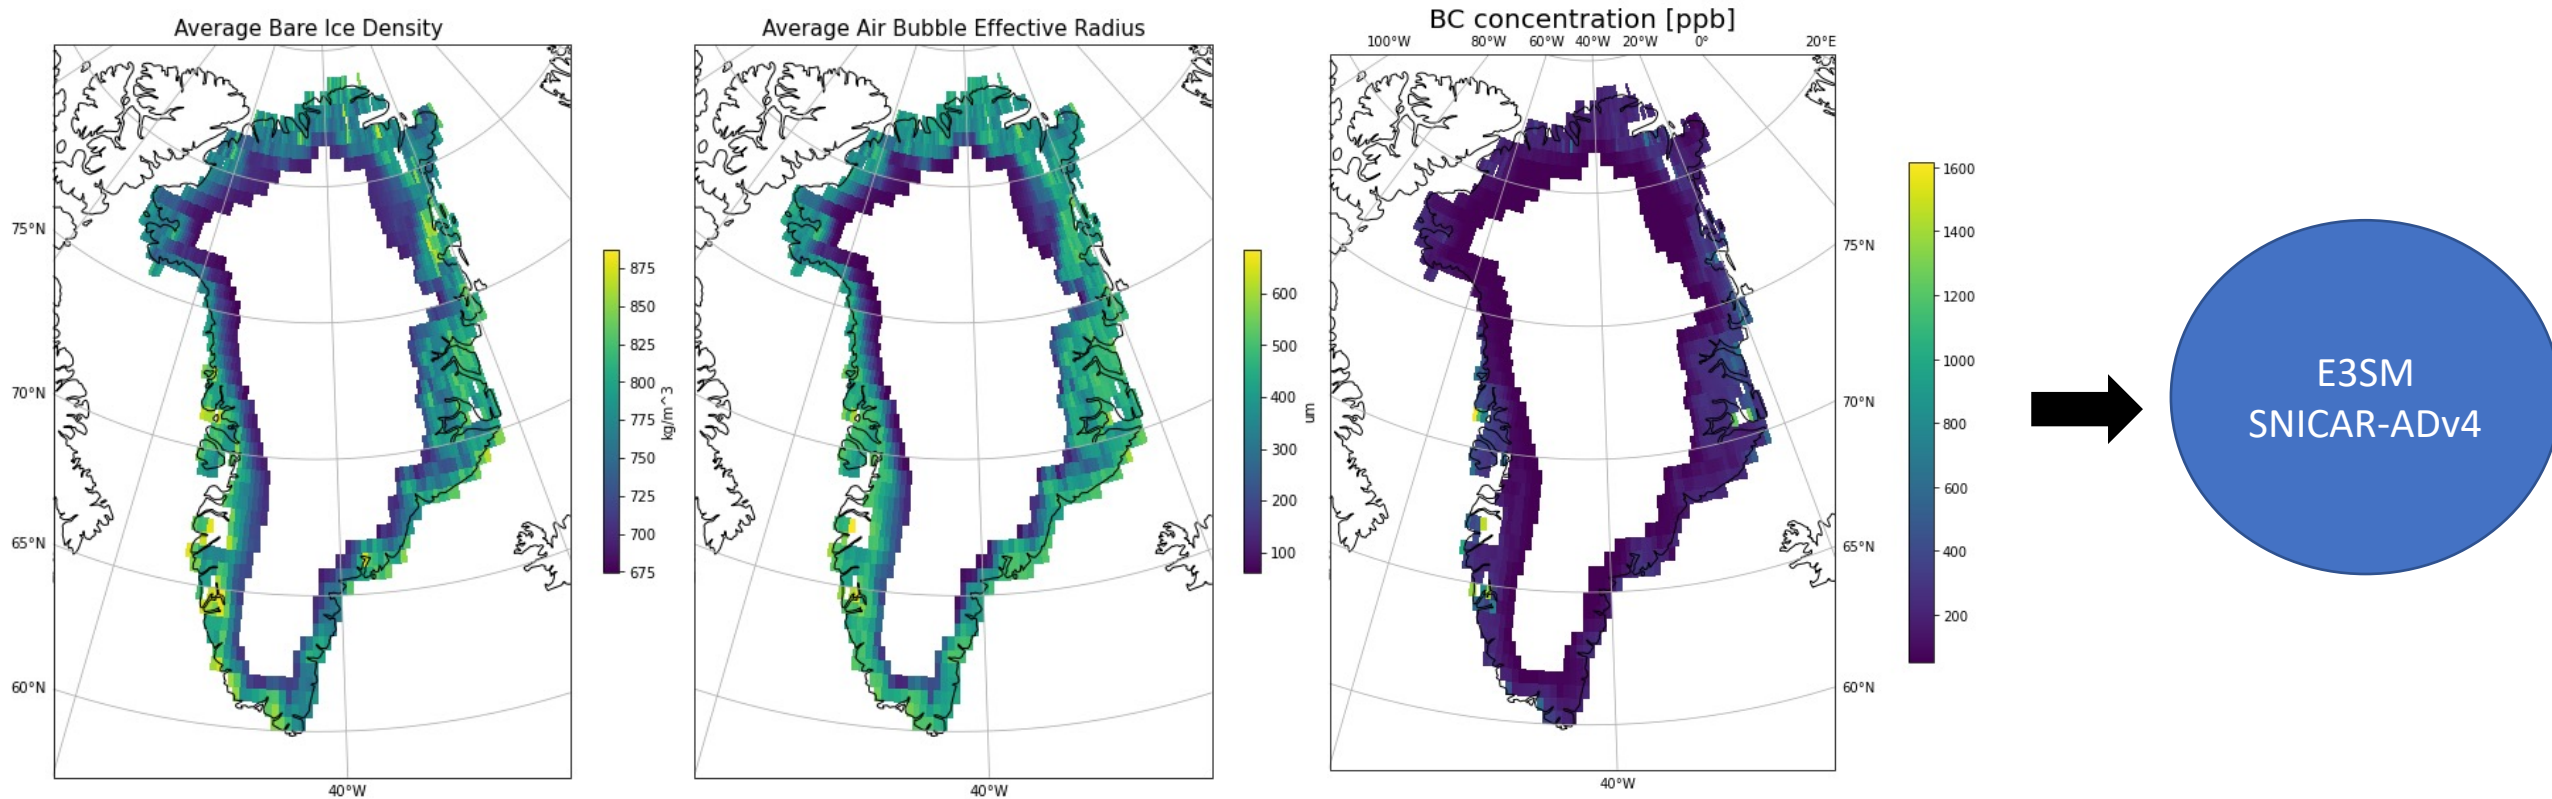 Average Bare Ice Density
75°N
70°N
65°N
60°N
40°W
875
850
825
800
775
750
725
700
675
kg/m^3
Average Air Bubble Effective Radius
40°W
600
500
400
300
200
100
um
BC concentration [ppb]
100°W 80°W 60°W 40°W 20°W 0° 20°E
75°N
70°N
65°N
60°N
40°W
1600
1400
1200
1000
800
600
400
200
E3SM
SNICAR-ADv4